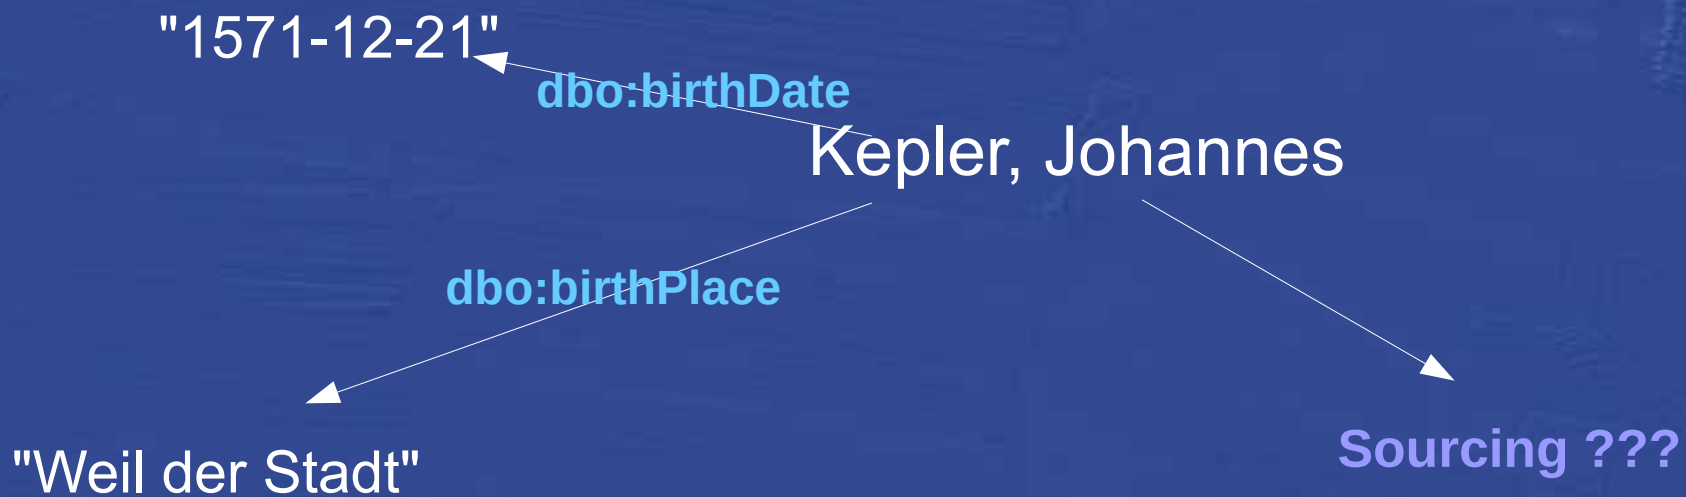 "1571-12-21"
dbo:birthDate
Kepler, Johannes
dbo:birthPlace
"Weil der Stadt"
Sourcing ???